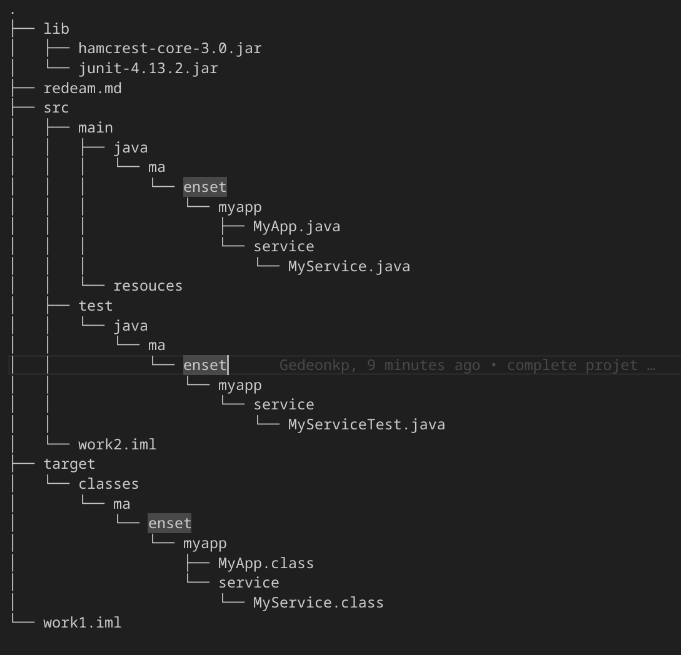 .
├── lib
│   ├── hamcrest-core-3.0.jar
│   └── junit-4.13.2.jar
├── redeam.md
├── src
│   ├── main
│   │   ├── java
│   │   │   └── ma
│   │   │       └── enset
│   │   │           └── myapp
│   │   │               ├── MyApp.java
│   │   │               └── service
│   │   │                   └── MyService.java
│   │   └── resouces
│   ├── test
│   │   └── java
│   │       └── ma
│   │           └── enset Gedeonkp, 9 minutes ago • complete projet …
│   │               └── myapp
│   │                   └── service
│   │                       └── MyServiceTest.java
│   └── work2.iml
├── target
│   └── classes
│       └── ma
│           └── enset
│               └── myapp
│                   ├── MyApp.class
│                   └── service
│                       └── MyService.class
└── work1.iml